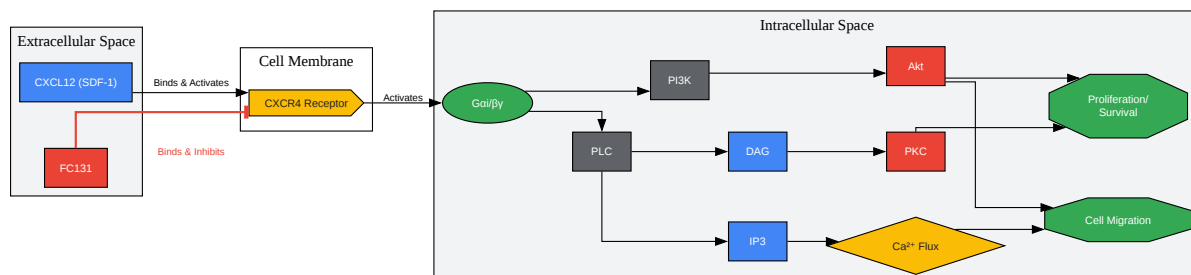 Extracellular Space
CXCL12 (SDF-1)
FC131
Binds & Activates
Binds & Inhibits
Cell Membrane
CXCR4 Receptor
Activates
Intracellular Space
Gαi/βγ
PI3K
Akt
Proliferation/
Survival
PLC
DAG
PKC
IP3
Ca²⁺ Flux
Cell Migration